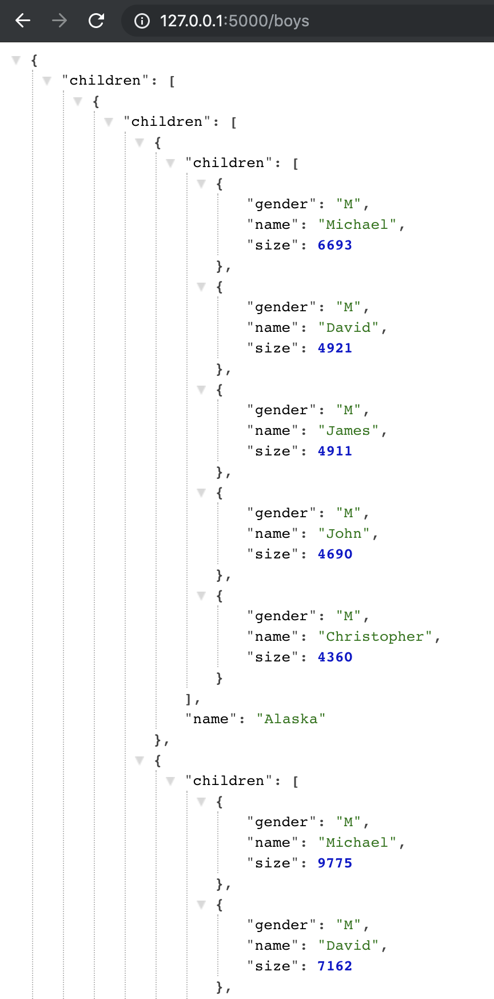 127.0.0.1:5000/boys
{
"children": [
{
"children": [
{
"children": [
{
"gender": "M",
"name": "Michael",
"size": 6693
},
{
"gender": "M",
"name": "David",
"size": 4921
},
{
"gender": "M",
"name": "James",
"size": 4911
},
{
"gender": "M",
"name": "John",
"size": 4690
},
{
"gender": "M",
"name": "Christopher",
"size": 4360
}
],
"name": "Alaska"
},
{
"children": [
{
"gender": "M",
"name": "Michael",
"size": 9775
},
{
"gender": "M",
"name": "David",
"size": 7162
},